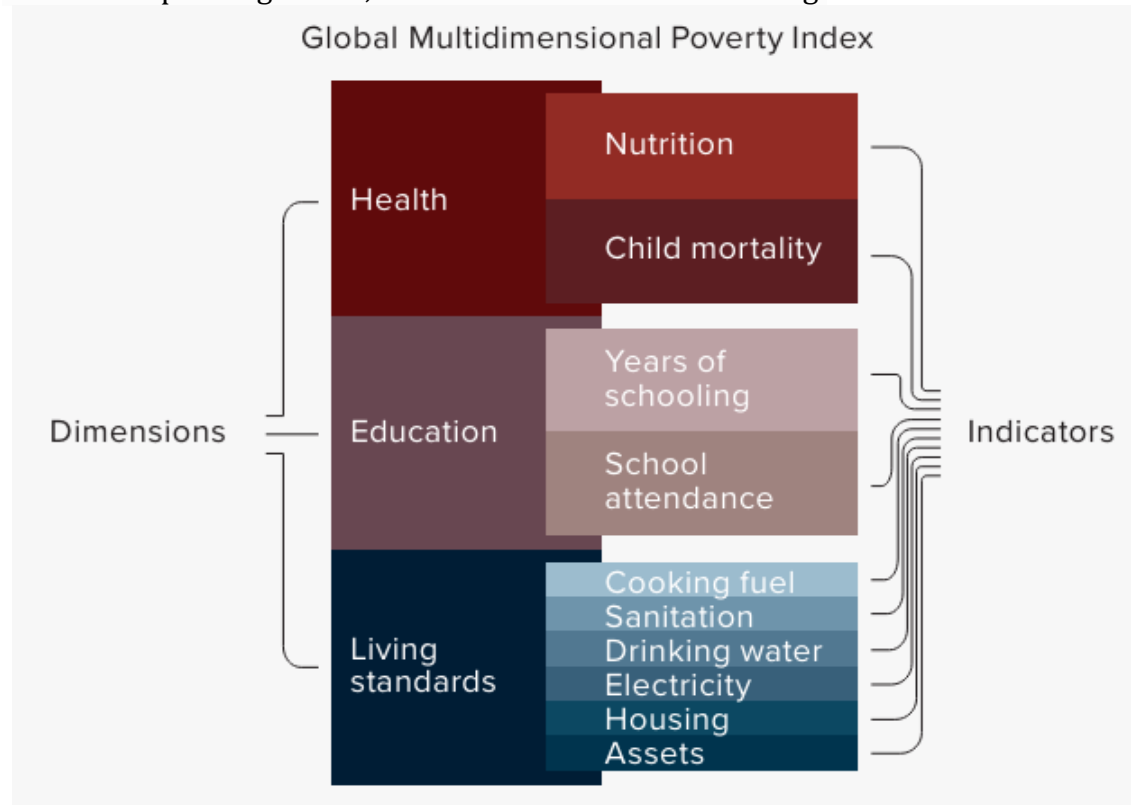 Global Multidimensional Poverty Index
Nutrition
Health
Child mortality
Years of
schooling
Dimensions
Education
Indicators
School
attendance
Cooking fuel
Sanitation
Living
standards
Drinking water
Electricity
Housing
Assets